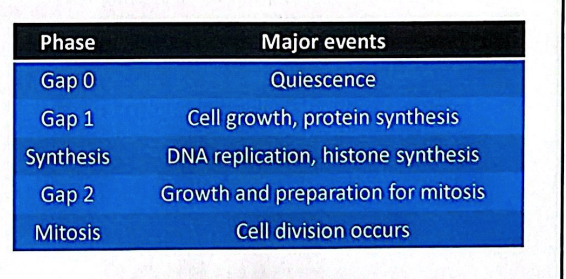 Phase Major events
Gap 0 Quiescence
Gap 1 Cell growth, protein synthesis
Synthesis DNA replication, histone synthesis
Gap 2 Growth and preparation for mitosis
Mitosis Cell division occurs